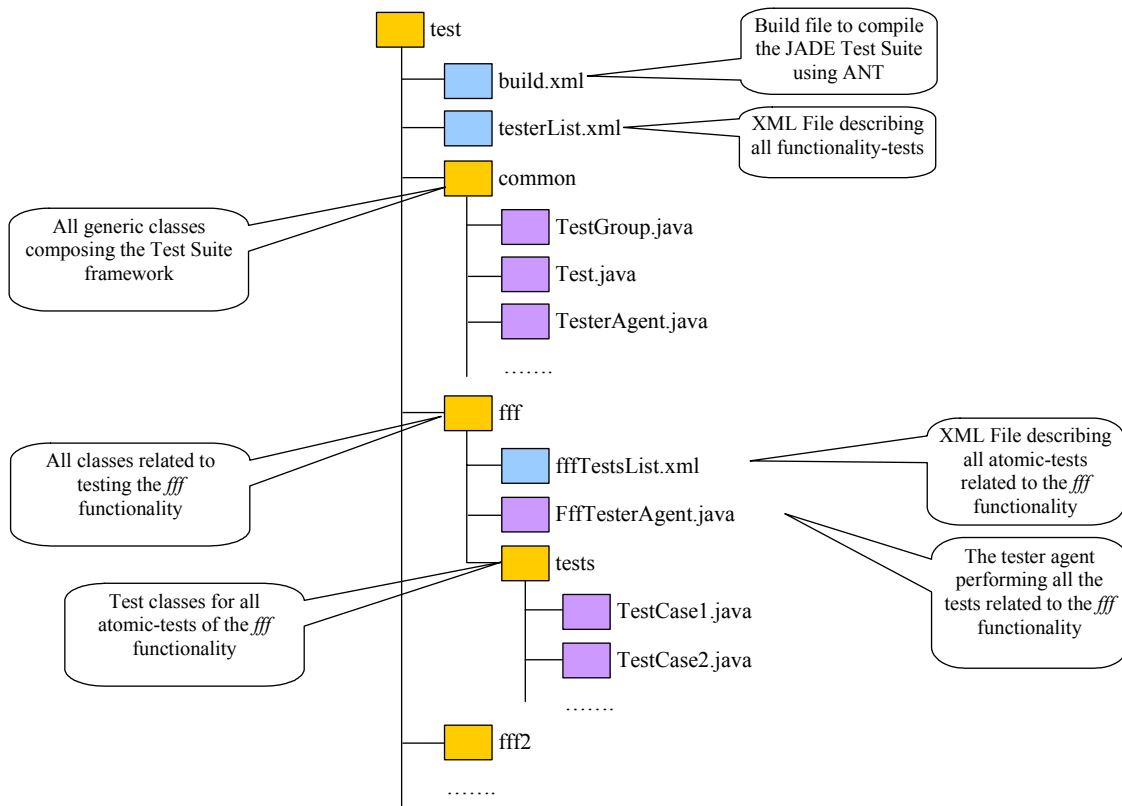 test
Build file to compile
the JADE Test Suite
using ANT
build.xml
testerList.xml
XML File describing
all functionality-tests
common
All generic classes
composing the Test Suite
framework
TestGroup.java
Test.java
TesterAgent.java
…….
fff
All classes related to
testing the fff
functionality
fffTestsList.xml
XML File describing
all atomic-tests
related to the fff
functionality
FffTesterAgent.java
The tester agent
performing all the
tests related to the fff
functionality
tests
Test classes for all
atomic-tests of the fff
functionality
TestCase1.java
TestCase2.java
…….
fff2
…….